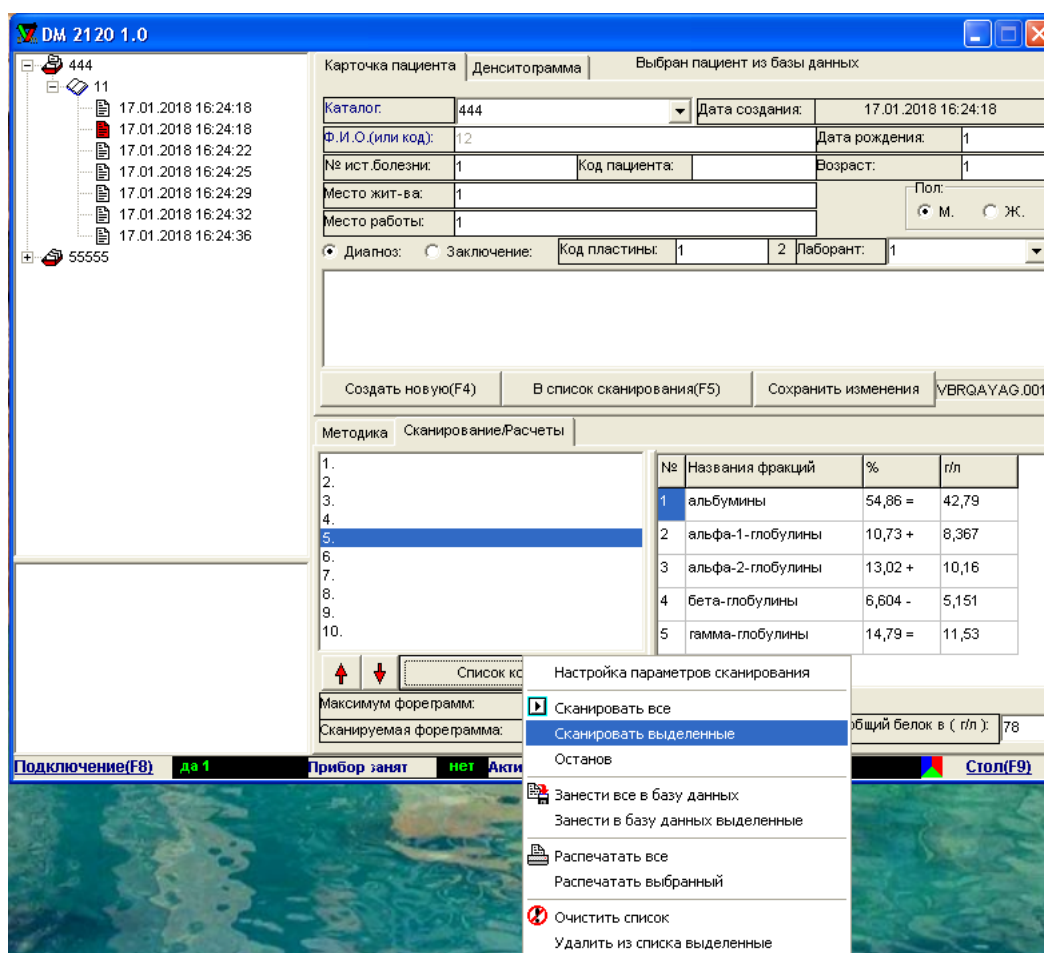 DM 2120 1.0
444
11
17.01.2018 16:24:18
17.01.2018 16:24:18
17.01.2018 16:24:22
17.01.2018 16:24:25
17.01.2018 16:24:29
17.01.2018 16:24:32
17.01.2018 16:24:36
55555
Карточка пациента Денситограмма Выбран пациент из базы данных
Каталог: 444 Дата создания: 17.01.2018 16:24:18
Ф.И.О.(или код): 12 Дата рождения: 1
№ ист.болезни: 1 Код пациента: Возраст: 1
Место жит-ва: 1 Пол:
М. Ж.
Место работы: 1
Диагноз: Заключение: Код пластины: 1 2 Лаборант: 1
Создать новую(F4) В список сканирования(F5) Сохранить изменения VBRQAYAG.001
Методика Сканирование/Расчеты
1.
2.
3.
4.
5.
6.
7.
8.
9.
10.
№ Названия фракций % г/л
1 альбумины 54,86 = 42,79
2 альфа-1-глобулины 10,73 + 8,367
3 альфа-2-глобулины 13,02 + 10,16
4 бета-глобулины 6,604 - 5,151
5 гамма-глобулины 14,79 = 11,53
Список ко
Максимум фореграмм:
Сканируемая фореграмма:
общий белок в ( г/л ): 78
Настройка параметров сканирования
Сканировать все
Сканировать выделенные
Останов
Занести все в базу данных
Занести в базу данных выделенные
Распечатать все
Распечатать выбранный
Очистить список
Удалить из списка выделенные
Подключение(F8) да 1 Прибор занят нет Акти Стол(F9)